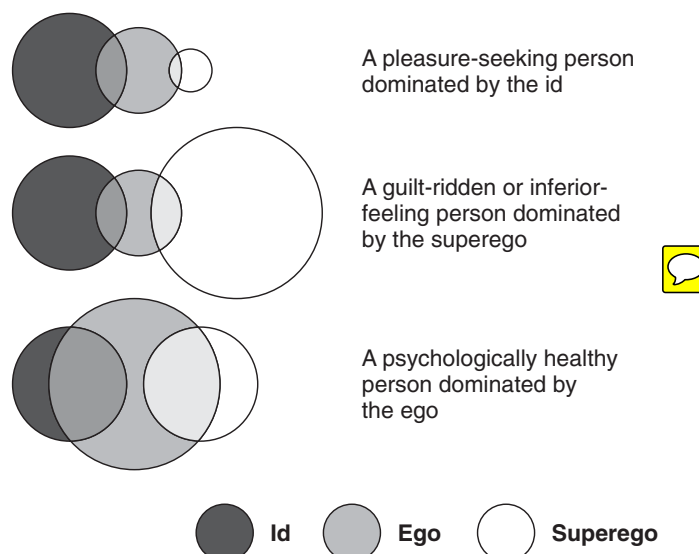 A pleasure-seeking person
dominated by the id
A guilt-ridden or inferior-
feeling person dominated
by the superego
A psychologically healthy
person dominated by
the ego
Id
Ego
Superego